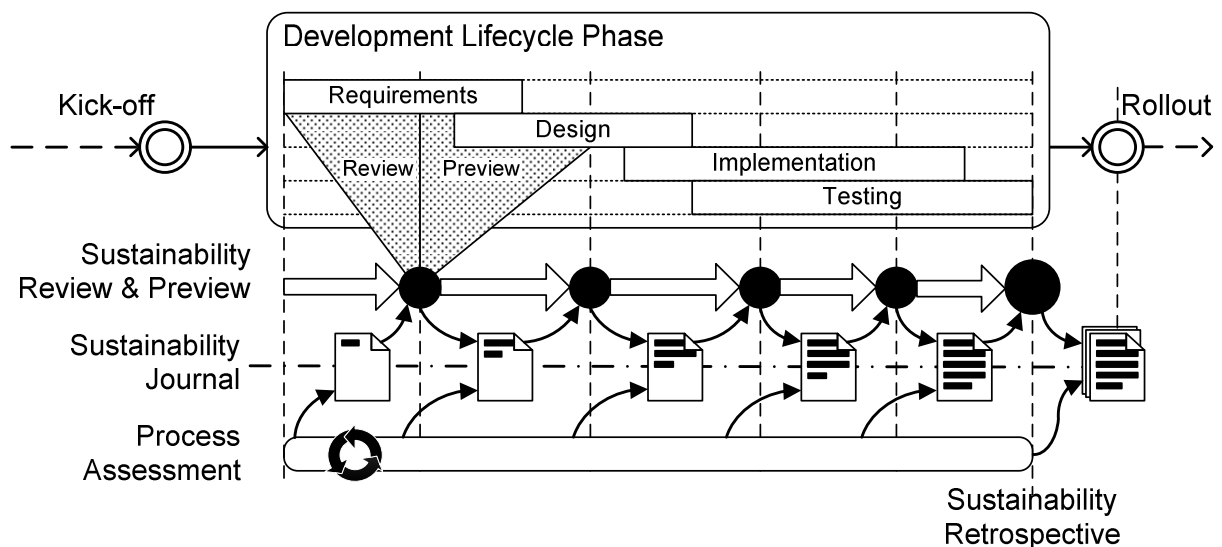 Development Lifecycle Phase
Requirements
Kick-off
Rollout
Design
Review
Preview
Implementation
Testing
Sustainability
Review & Preview
Sustainability
Journal
Process
Assessment
Sustainability
Retrospective